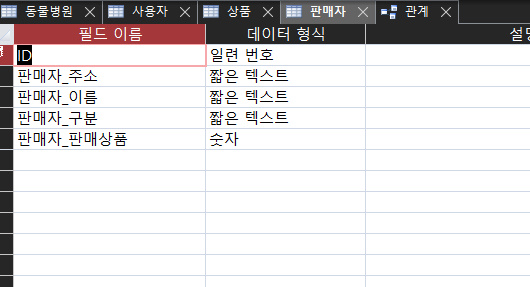 동물병원 사용자 상품 판매자 관계
필드 이름 데이터 형식 설명
ID 일련 번호
판매자_주소 짧은 텍스트
판매자_이름 짧은 텍스트
판매자_구분 짧은 텍스트
판매자_판매상품 숫자